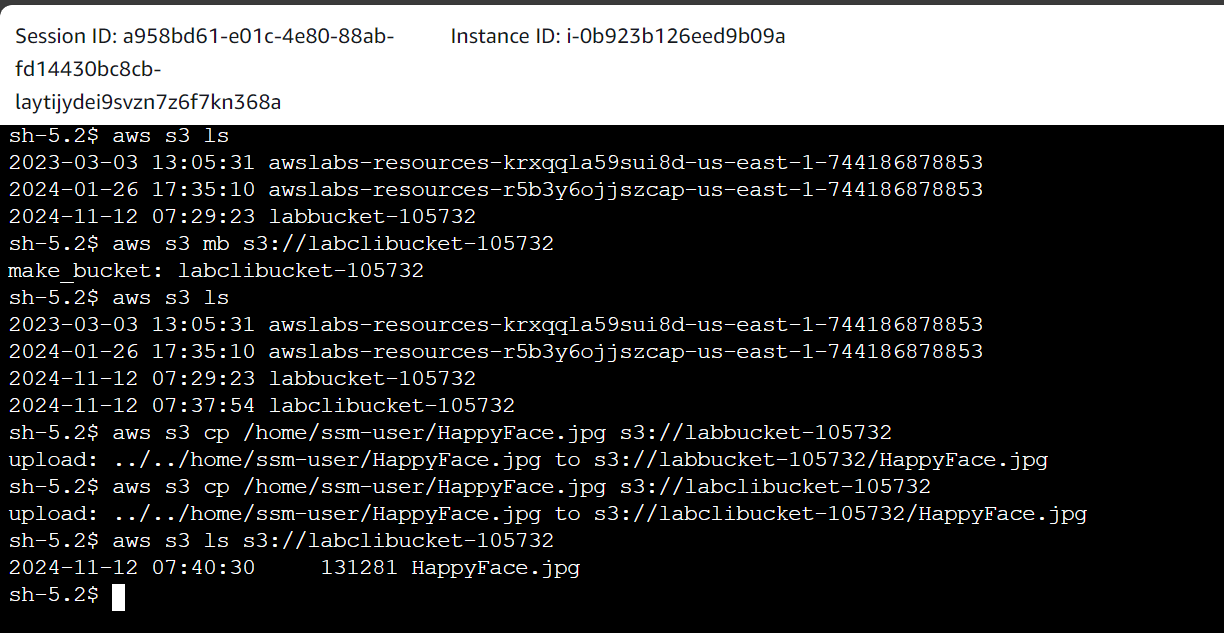 Session ID: a958bd61-e01c-4e80-88ab-
fd14430bc8cb-
laytijydei9svzn7z6f7kn368a
Instance ID: i-0b923b126eed9b09a
sh-5.2$ aws s3 ls
2023-03-03 13:05:31 awslabs-resources-krxqqla59sui8d-us-east-1-744186878853
2024-01-26 17:35:10 awslabs-resources-r5b3y6ojjszcap-us-east-1-744186878853
2024-11-12 07:29:23 labbucket-105732
sh-5.2$ aws s3 mb s3://labclibucket-105732
make_bucket: labclibucket-105732
sh-5.2$ aws s3 ls
2023-03-03 13:05:31 awslabs-resources-krxqqla59sui8d-us-east-1-744186878853
2024-01-26 17:35:10 awslabs-resources-r5b3y6ojjszcap-us-east-1-744186878853
2024-11-12 07:29:23 labbucket-105732
2024-11-12 07:37:54 labclibucket-105732
sh-5.2$ aws s3 cp /home/ssm-user/HappyFace.jpg s3://labbucket-105732
upload: ../../home/ssm-user/HappyFace.jpg to s3://labbucket-105732/HappyFace.jpg
sh-5.2$ aws s3 cp /home/ssm-user/HappyFace.jpg s3://labclibucket-105732
upload: ../../home/ssm-user/HappyFace.jpg to s3://labclibucket-105732/HappyFace.jpg
sh-5.2$ aws s3 ls s3://labclibucket-105732
2024-11-12 07:40:30     131281 HappyFace.jpg
sh-5.2$